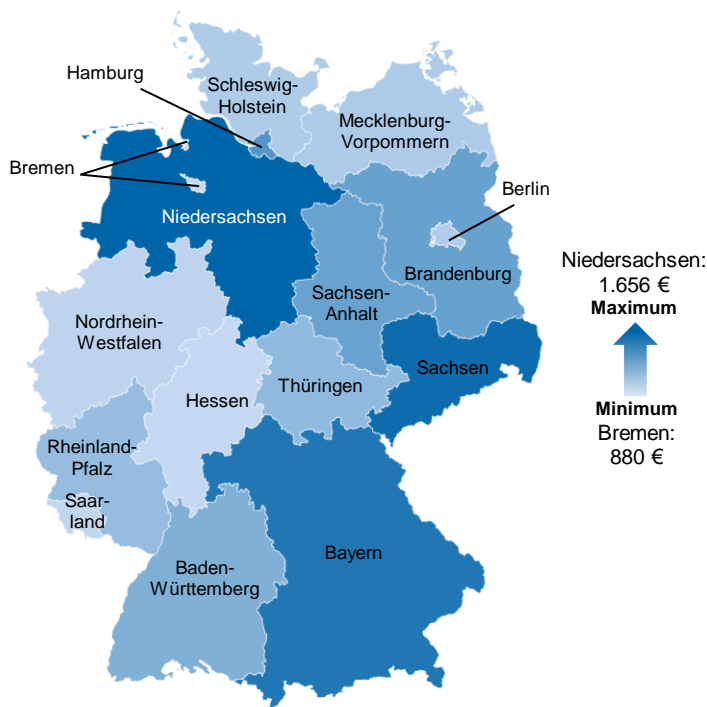 Hamburg
Schleswig-
Holstein
Mecklenburg-
Vorpommern
Bremen
Niedersachsen
Berlin
Brandenburg
Sachsen-
Anhalt
Nordrhein-
Westfalen
Hessen
Thüringen
Sachsen
Rheinland-
Pfalz
Saar-
land
Baden-
Württemberg
Bayern
Niedersachsen:
1.656 €
Maximum
Minimum
Bremen:
880 €